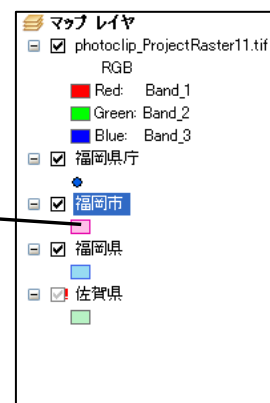 マップ レイヤ
photoclip_ProjectRaster11.tif
RGB
Red: Band_1
Green: Band_2
Blue: Band_3
福岡県庁
福岡市
福岡県
佐賀県